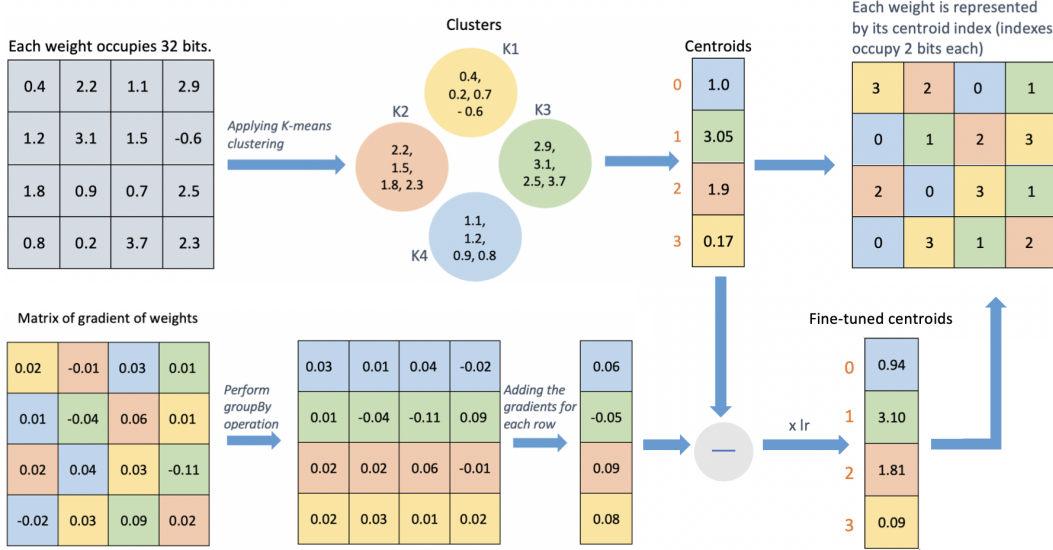 Each weight occupies 32 bits.
0.4 2.2 1.1 2.9
1.2 3.1 1.5 -0.6
1.8 0.9 0.7 2.5
0.8 0.2 3.7 2.3
Applying K-means
clustering
Clusters
K1
0.4,
0.2, 0.7
- 0.6
K2
2.2,
1.5,
1.8, 2.3
K3
2.9,
3.1,
2.5, 3.7
K4
1.1,
1.2,
0.9, 0.8
Centroids
0 1.0
1 3.05
2 1.9
3 0.17
Each weight is represented
by its centroid index (indexes
occupy 2 bits each)
3 2 0 1
0 1 2 3
2 0 3 1
0 3 1 2
Matrix of gradient of weights
0.02 -0.01 0.03 0.01
0.01 -0.04 0.06 0.01
0.02 0.04 0.03 -0.11
-0.02 0.03 0.09 0.02
Perform
groupBy
operation
0.03 0.01 0.04 -0.02
0.01 -0.04 -0.11 0.09
0.02 0.02 0.06 -0.01
0.02 0.03 0.01 0.02
Adding the
gradients for
each row
0.06
-0.05
0.09
0.08
—
x lr
Fine-tuned centroids
0 0.94
1 3.10
2 1.81
3 0.09